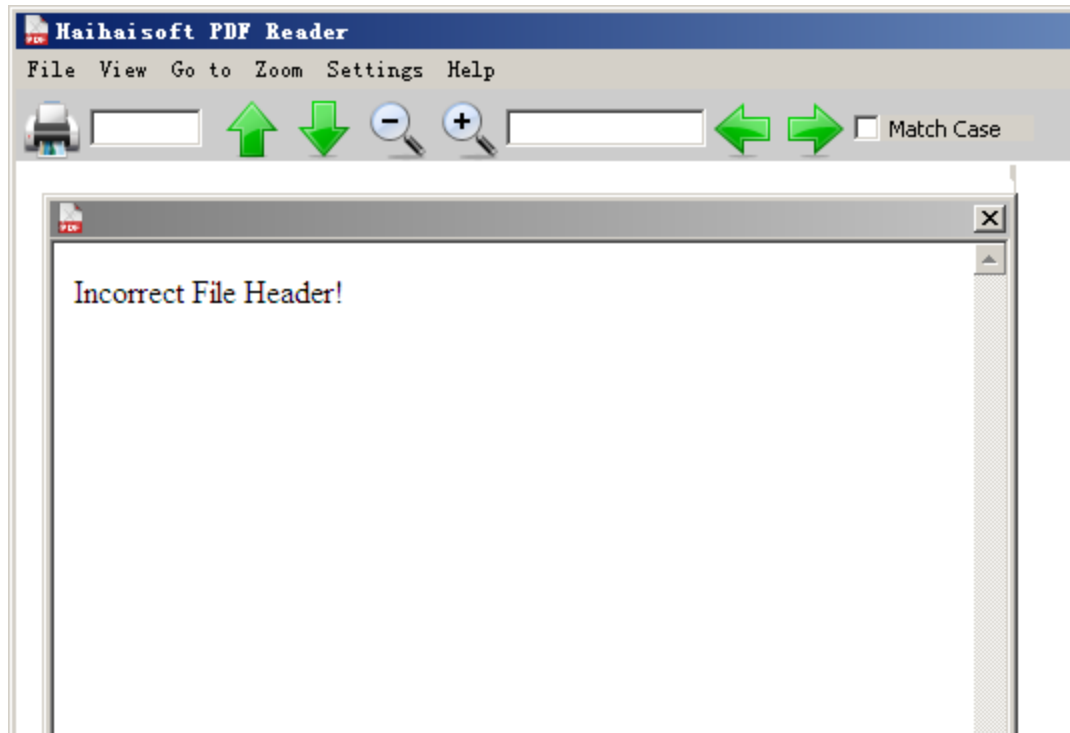 Haihaisoft PDF Reader
File View Go to Zoom Settings Help
Match Case
Incorrect File Header!